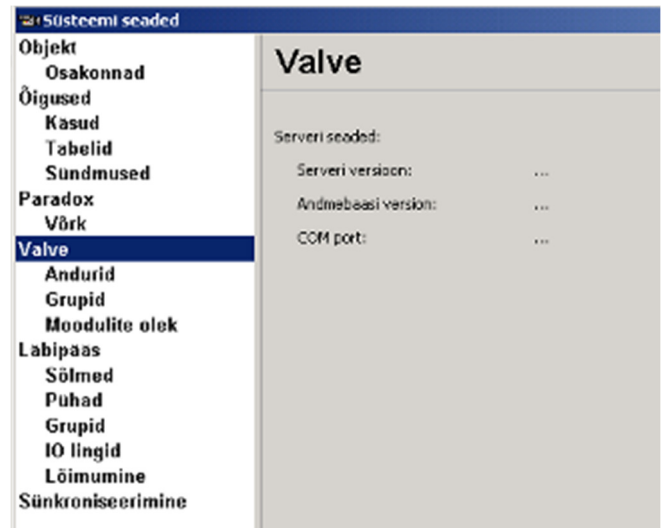 Süsteemi seaded
Objekt
Osakonnad
Õigused
Kasud
Tabelid
Sündmused
Paradox
Võrk
Valve
Andurid
Grupid
Moodulite olek
Läbipääs
Sõlmed
Pühad
Grupid
IO lingid
Lõimumine
Sünkroniseerimine
Valve
Serveri seaded:
Serveri versioon: ...
Andmebaasi version: ...
COM port: ...